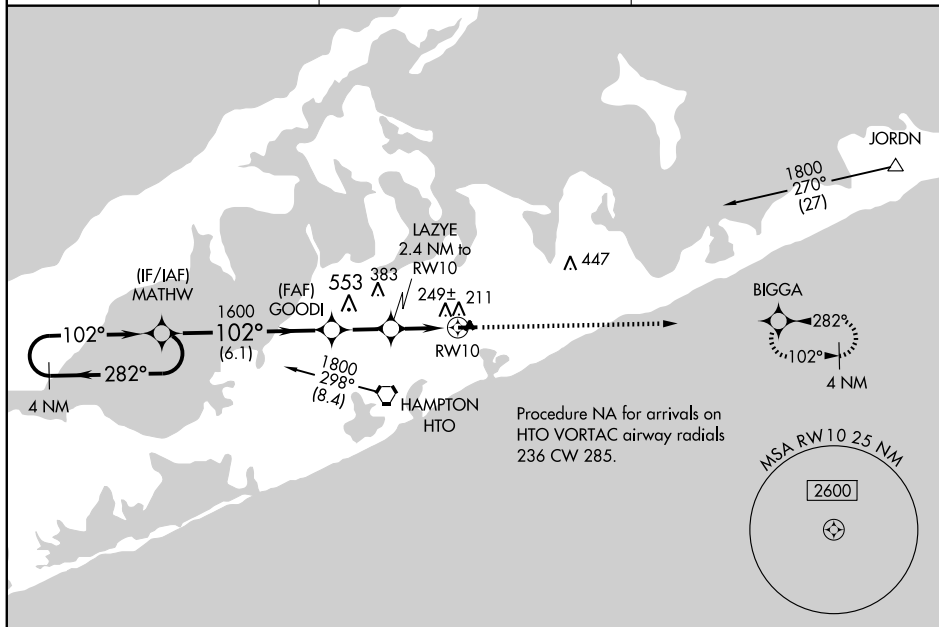 JORDN
1800
270°
(27)
LAZYE
2.4 NM to
RW10
447
(IF/IAF)
MATHW
(FAF)
GOODI
553
383
249±
211
BIGGA
102°
1600
102°
(6.1)
282°
282°
102°
RW10
1800
298°
(8.4)
4 NM
4 NM
HAMPTON
HTO
Procedure NA for arrivals on
HTO VORTAC airway radials
236 CW 285.
MSA RW10 25 NM
2600